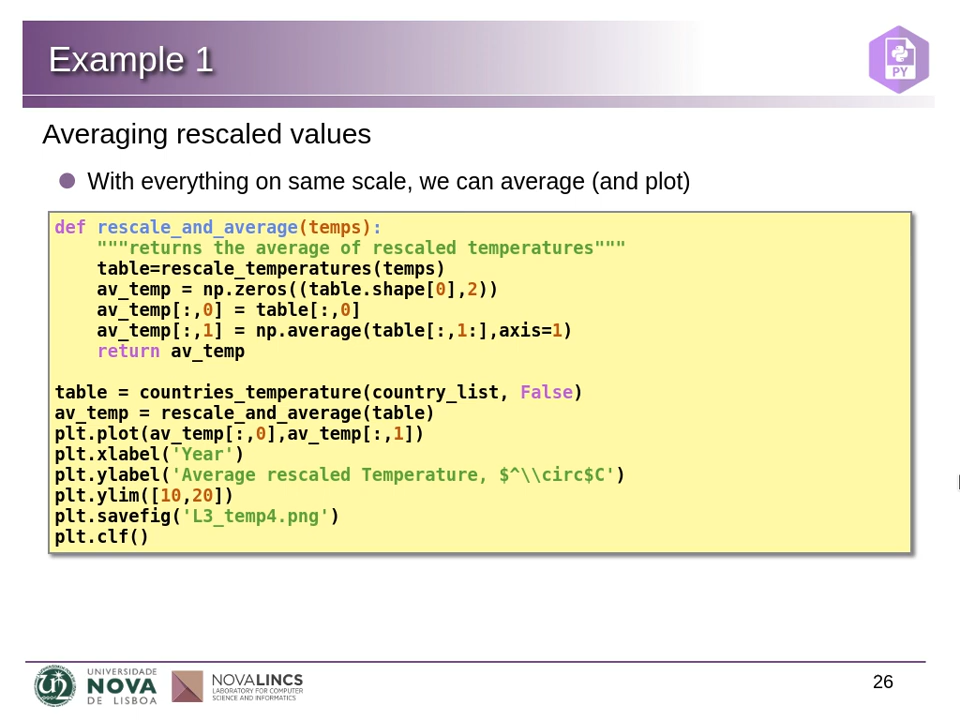 Example 1
PY
Averaging rescaled values
With everything on same scale, we can average (and plot)
def rescale_and_average(temps):
    """returns the average of rescaled temperatures"""
    table=rescale_temperatures(temps)
    av_temp = np.zeros((table.shape[0],2))
    av_temp[:,0] = table[:,0]
    av_temp[:,1] = np.average(table[:,1:],axis=1)
    return av_temp

table = countries_temperature(country_list, False)
av_temp = rescale_and_average(table)
plt.plot(av_temp[:,0],av_temp[:,1])
plt.xlabel('Year')
plt.ylabel('Average rescaled Temperature, $^\\circ$C')
plt.ylim([10,20])
plt.savefig('L3_temp4.png')
plt.clf()
UNIVERSIDADE
NOVA
DE LISBOA
NOVALINCS
LABORATORY FOR COMPUTER
SCIENCE AND INFORMATICS
26